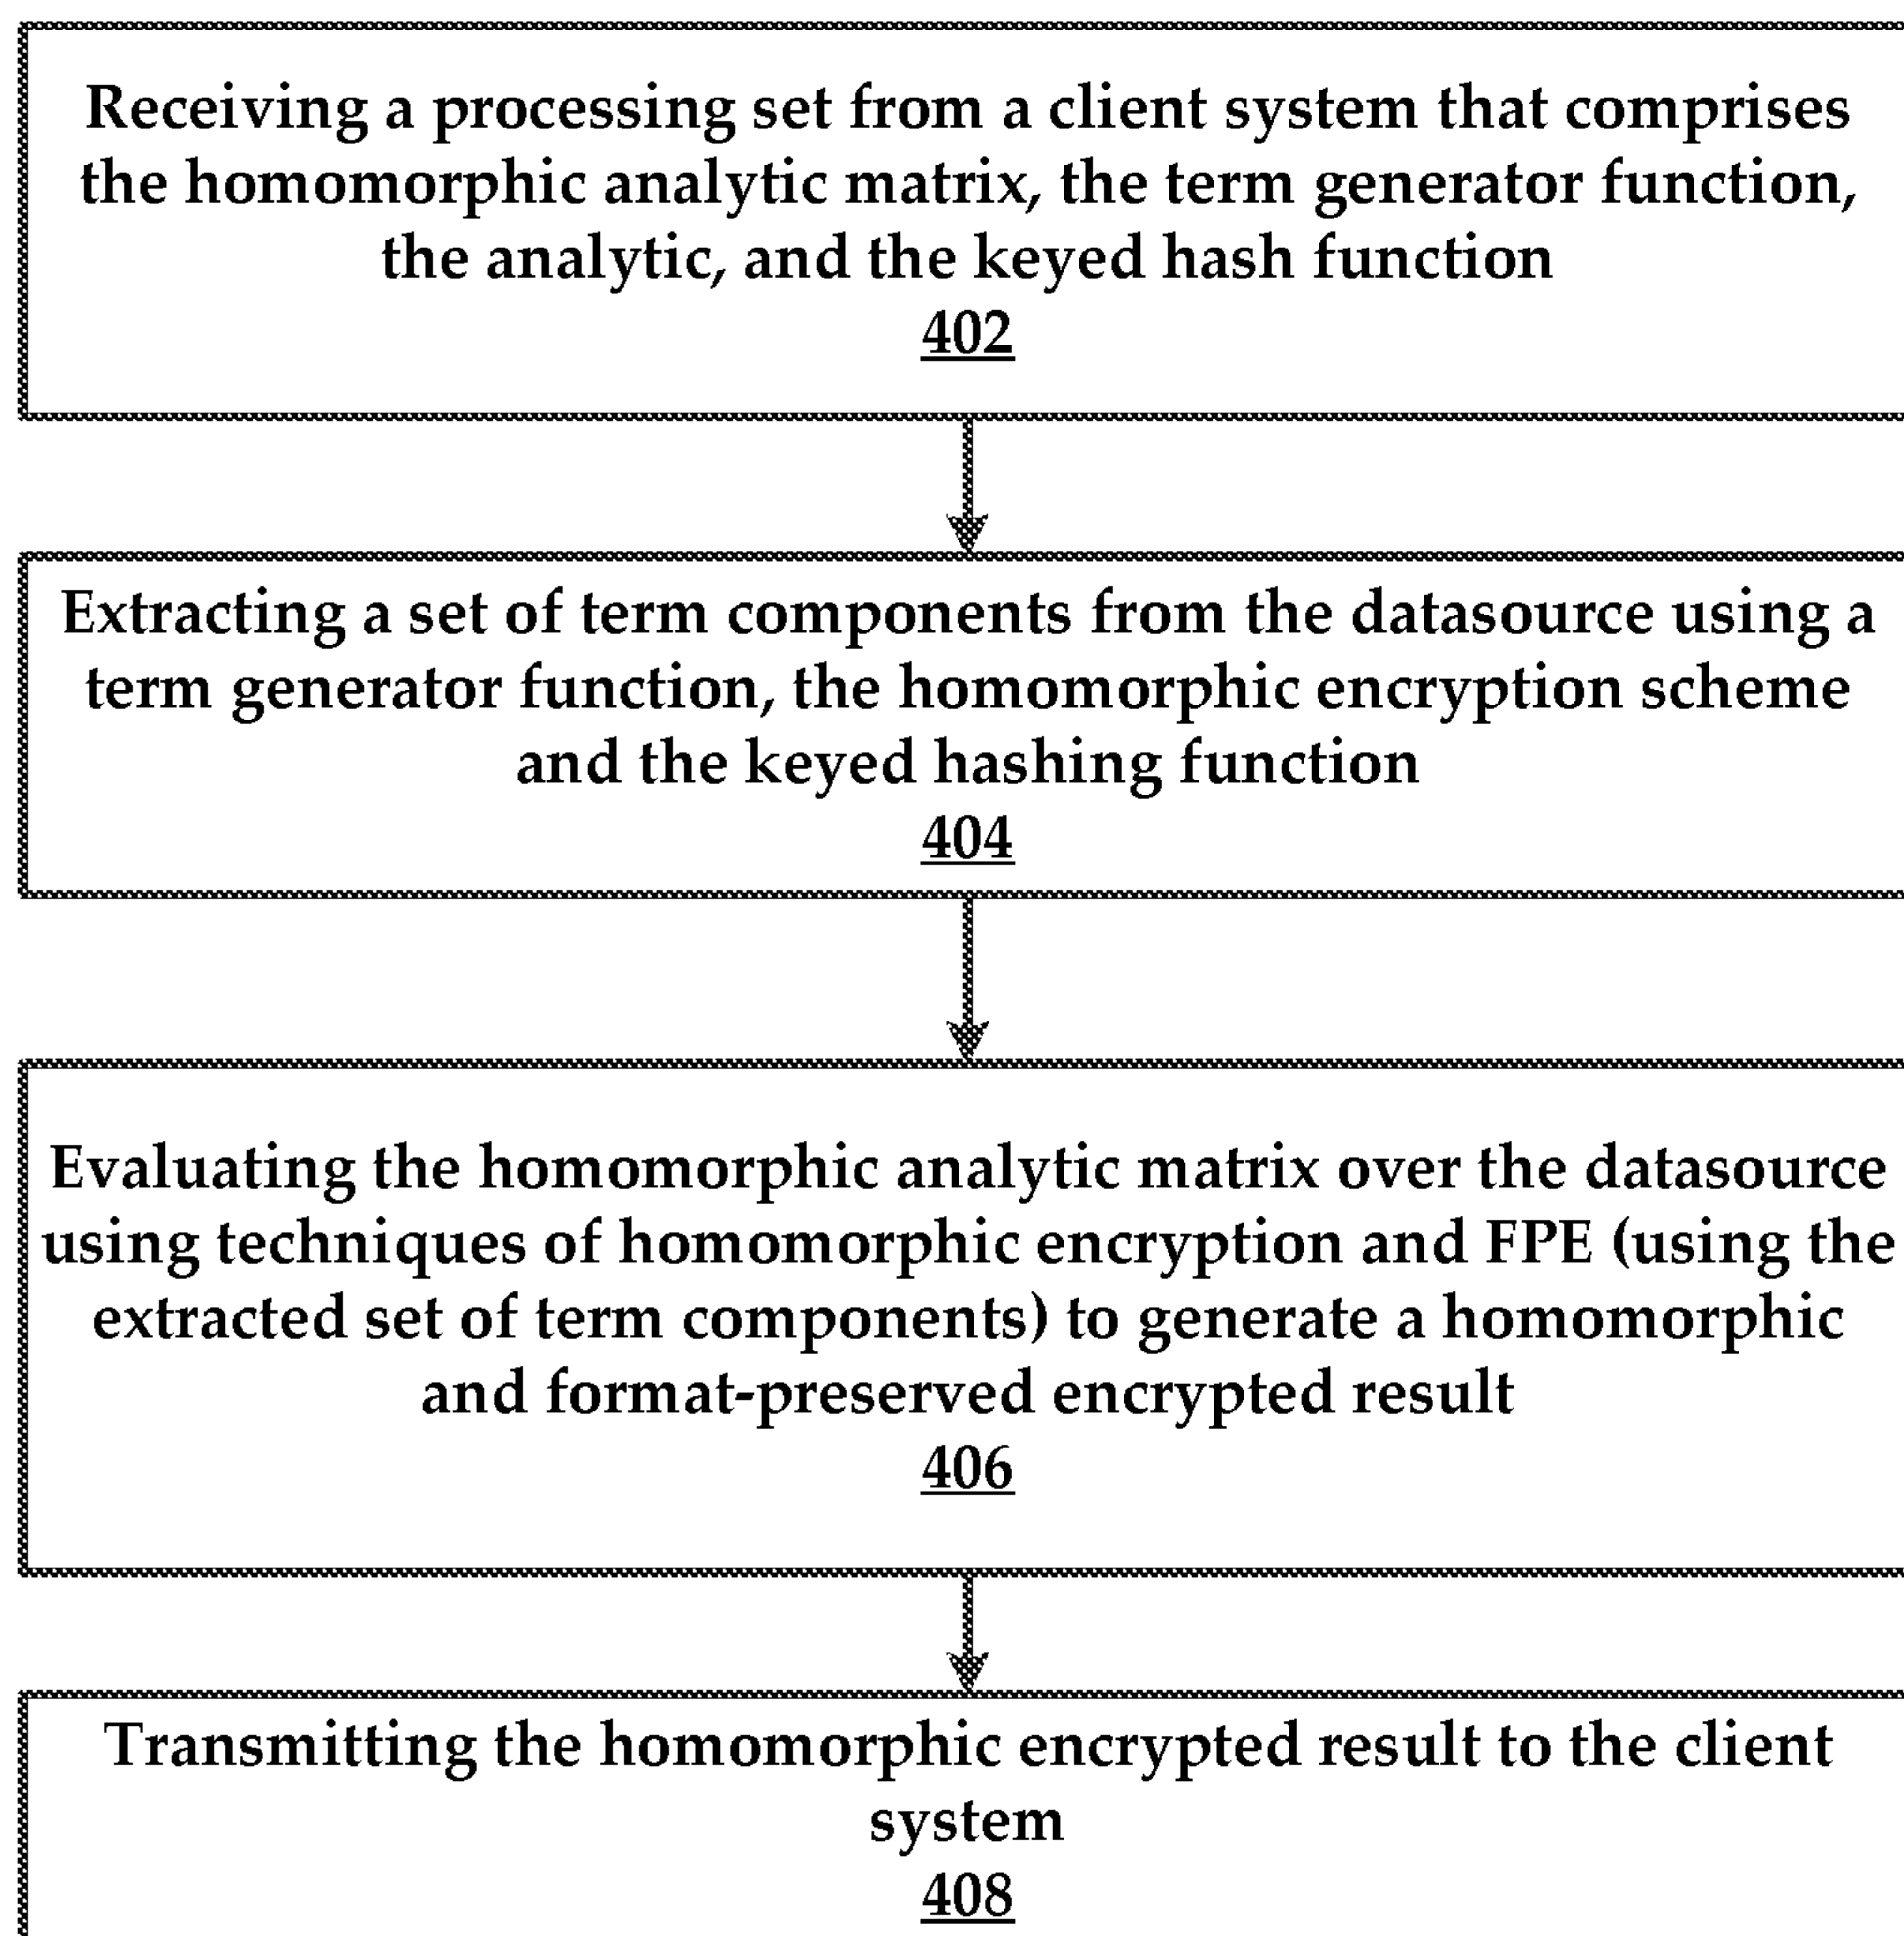 Receiving a processing set from a client system that comprises
the homomorphic analytic matrix, the term generator function,
the analytic, and the keyed hash function
402
Extracting a set of term components from the datasource using a
term generator function, the homomorphic encryption scheme
and the keyed hashing function
404
Evaluating the homomorphic analytic matrix over the datasource
using techniques of homomorphic encryption and FPE (using the
extracted set of term components) to generate a homomorphic
and format-preserved encrypted result
406
Transmitting the homomorphic encrypted result to the client
system
408